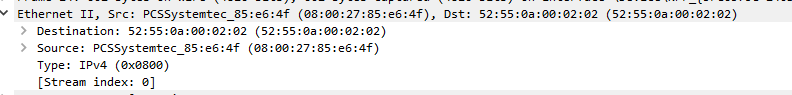 Ethernet II, Src: PCSSystemtec_85:e6:4f (08:00:27:85:e6:4f), Dst: 52:55:0a:00:02:02 (52:55:0a:00:02:02)
Destination: 52:55:0a:00:02:02 (52:55:0a:00:02:02)
Source: PCSSystemtec_85:e6:4f (08:00:27:85:e6:4f)
Type: IPv4 (0x0800)
[Stream index: 0]